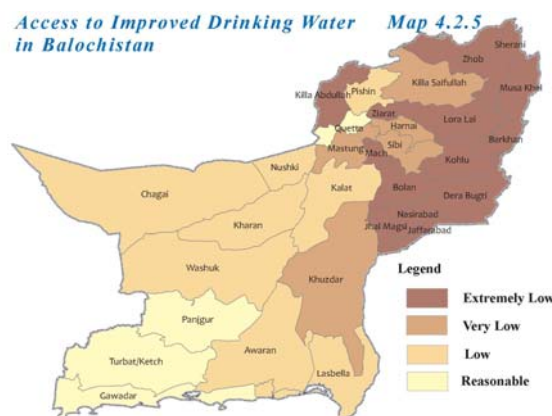 Access to Improved Drinking Water Map 4.2.5
in Balochistan
Sherani
Zhob
Killa Saifullah
Musa Khel
Killa Abdullah
Pishin
Ziarat
Lora Lai
Quetta
Harnai
Barkhan
Mastung
Sibi
Mach
Kohlu
Nushki
Chagai
Kalat
Bolan
Dera Bugti
Kharan
Nasirabad
Jhal Magsi
Jaffarabad
Washuk
Khuzdar
Panjgur
Awaran
Turbat/Ketch
Lasbella
Gawadar
Legend
Extremely Low
Very Low
Low
Reasonable